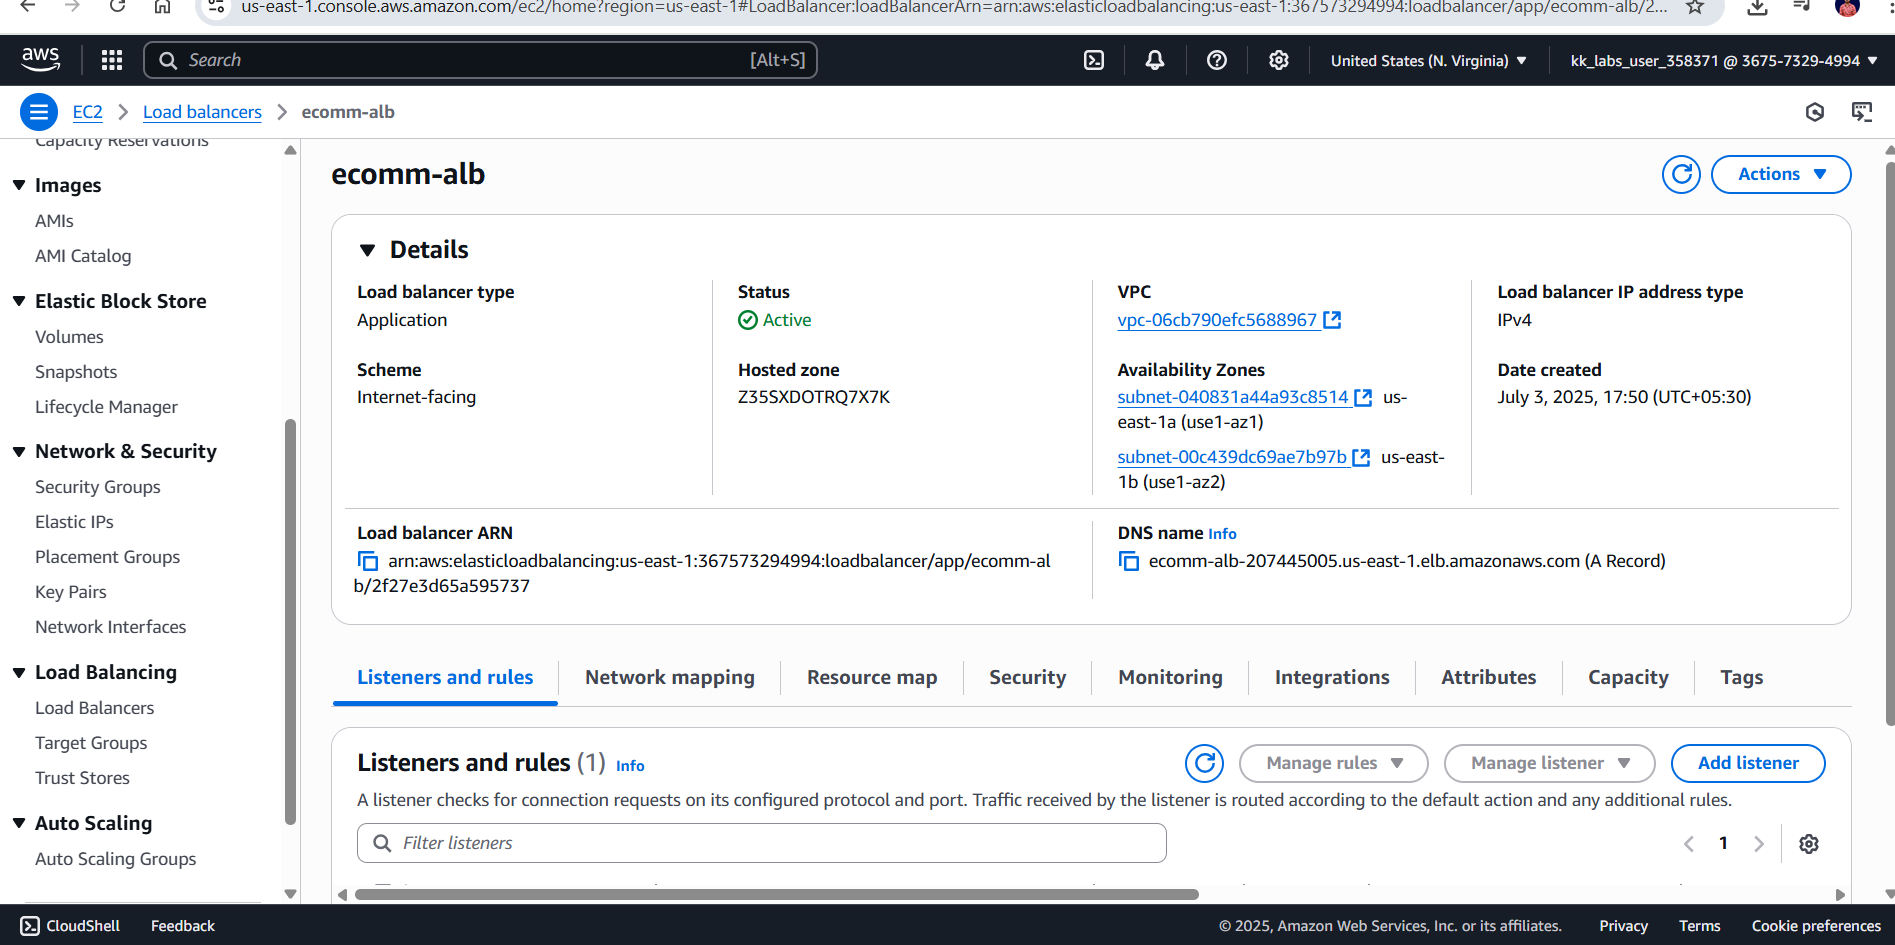 us-east-1.console.aws.amazon.com/ec2/home?region=us-east-1#LoadBalancer:loadBalancerArn=arn:aws:elasticloadbalancing:us-east-1:367573294994:loadbalancer/app/ecomm-alb/2...
aws
Search
[Alt+S]
United States (N. Virginia)
kk_labs_user_358371 @ 3675-7329-4994
EC2
Load balancers
ecomm-alb
Capacity Reservations
Images
AMIs
AMI Catalog
Elastic Block Store
Volumes
Snapshots
Lifecycle Manager
Network & Security
Security Groups
Elastic IPs
Placement Groups
Key Pairs
Network Interfaces
Load Balancing
Load Balancers
Target Groups
Trust Stores
Auto Scaling
Auto Scaling Groups
ecomm-alb
Actions
Details
Load balancer type
Application
Status
Active
VPC
vpc-06cb790efc5688967
Load balancer IP address type
IPv4
Scheme
Internet-facing
Hosted zone
Z35SXDOTRQ7X7K
Availability Zones
subnet-040831a44a93c8514 us-
east-1a (use1-az1)
subnet-00c439dc69ae7b97b us-east-
1b (use1-az2)
Date created
July 3, 2025, 17:50 (UTC+05:30)
Load balancer ARN
arn:aws:elasticloadbalancing:us-east-1:367573294994:loadbalancer/app/ecomm-al
b/2f27e3d65a595737
DNS name Info
ecomm-alb-207445005.us-east-1.elb.amazonaws.com (A Record)
Listeners and rules
Network mapping
Resource map
Security
Monitoring
Integrations
Attributes
Capacity
Tags
Listeners and rules (1) Info
Manage rules
Manage listener
Add listener
A listener checks for connection requests on its configured protocol and port. Traffic received by the listener is routed according to the default action and any additional rules.
Filter listeners
1
CloudShell
Feedback
© 2025, Amazon Web Services, Inc. or its affiliates.
Privacy
Terms
Cookie preferences